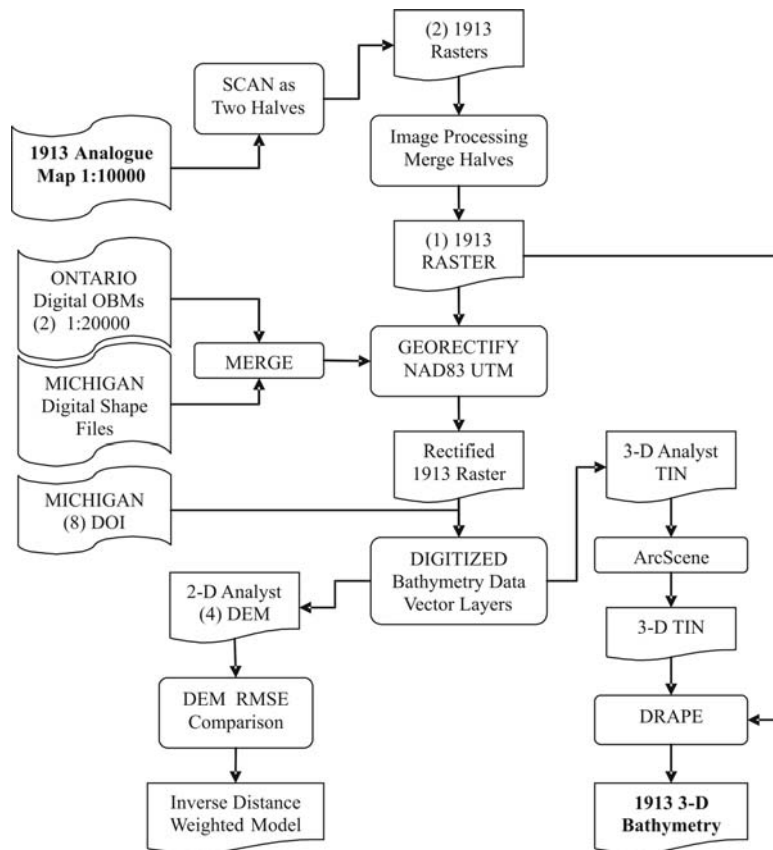 (2) 1913
Rasters
SCAN as
Two Halves
1913 Analogue
Map 1:10000
Image Processing
Merge Halves
(1) 1913
RASTER
ONTARIO
Digital OBMs
(2) 1:20000
MERGE
GEORECTIFY
NAD83 UTM
MICHIGAN
Digital Shape
Files
Rectified
1913 Raster
3-D Analyst
TIN
MICHIGAN
(8) DOI
DIGITIZED
Bathymetry Data
Vector Layers
ArcScene
2-D Analyst
(4) DEM
3-D TIN
DEM RMSE
Comparison
DRAPE
Inverse Distance
Weighted Model
1913 3-D
Bathymetry